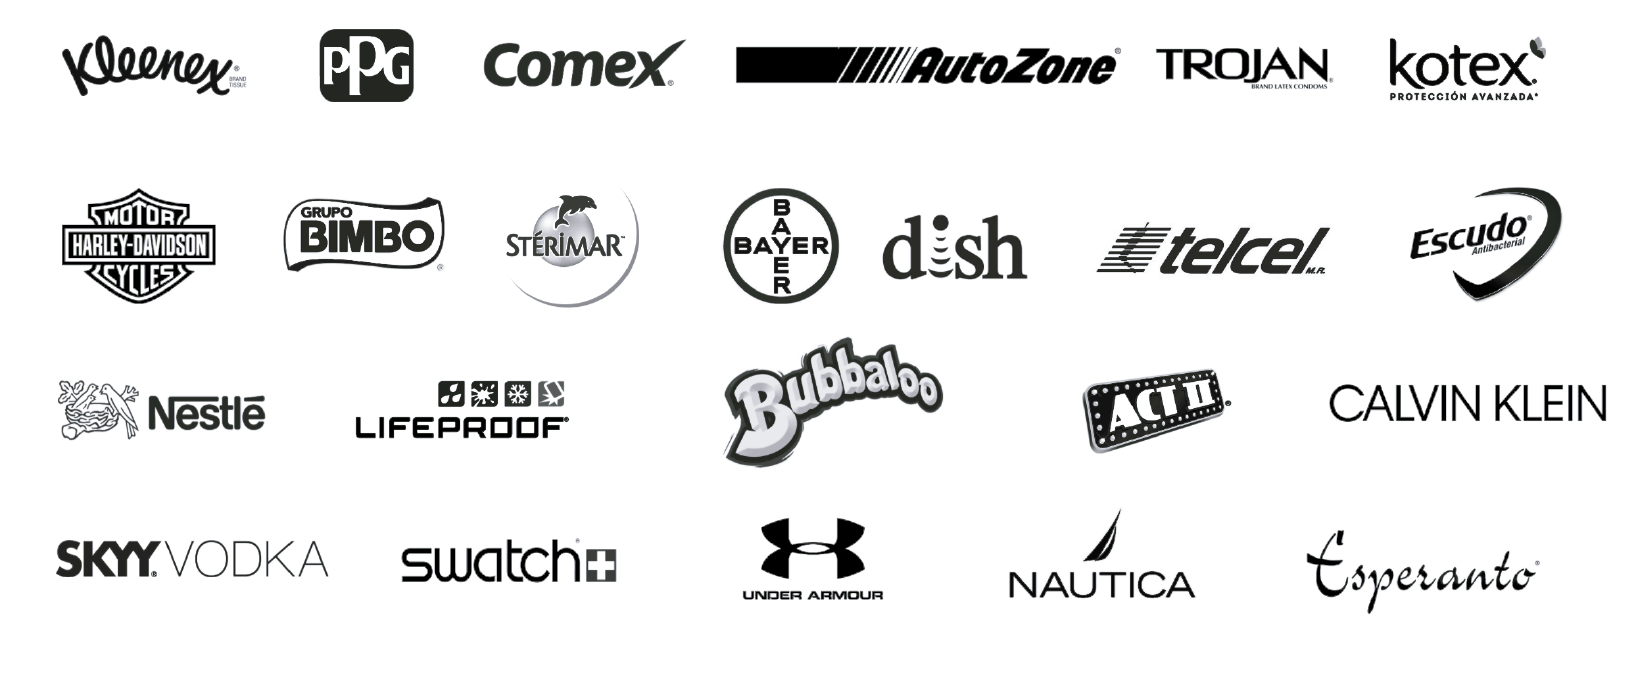 Kleenex® BRAND TISSUE
PPG
Comex®
AutoZone®
TROJAN®
BRAND LATEX CONDOMS
kotex®
PROTECCIÓN AVANZADA*
MOTOR
HARLEY-DAVIDSON
CYCLES
GRUPO
BIMBO®
STÉRIMAR™
BAYER
BAYER
dish
telcel M.R.
Escudo®
Antibacterial
Nestlé
LIFEPROOF®
Bubbaloo
ACT II®
CALVIN KLEIN
SKYY® VODKA
swatch®
UNDER ARMOUR
NAUTICA
Esperanto®